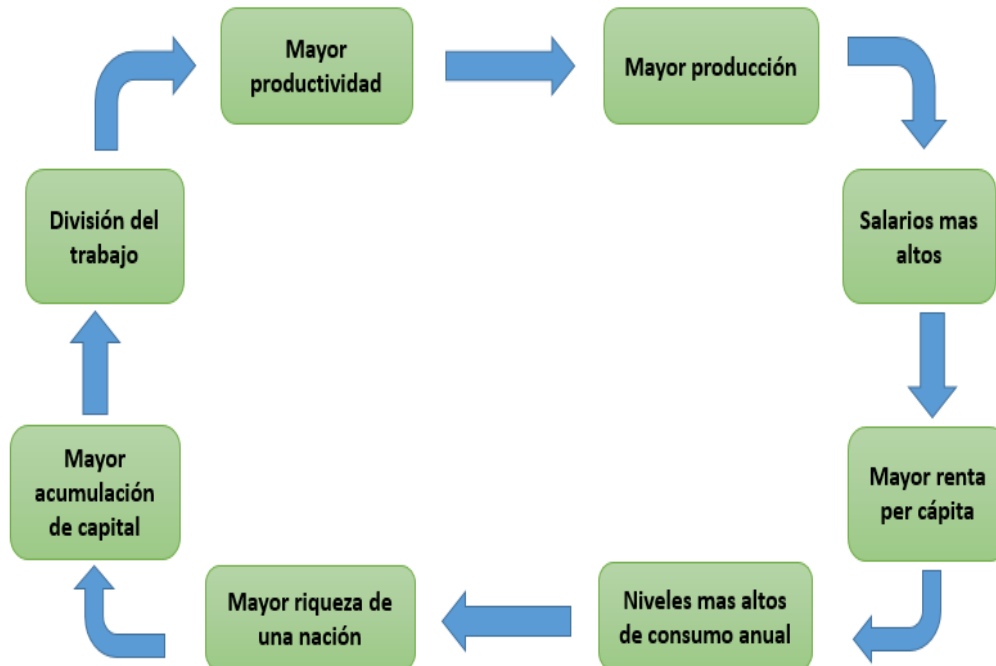 Mayor
productividad
Mayor producción
Salarios mas
altos
Mayor renta
per cápita
Niveles mas altos
de consumo anual
Mayor riqueza de
una nación
Mayor
acumulación
de capital
División del
trabajo